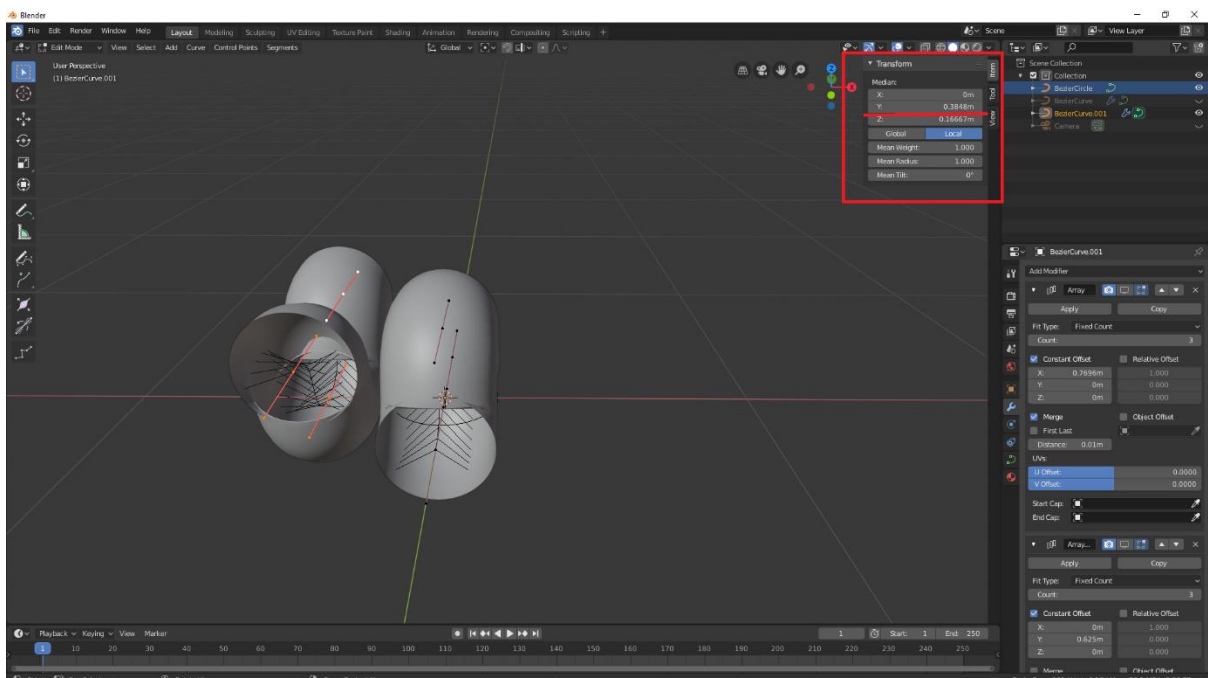 Blender
File Edit Render Window Help Layout Modeling Sculpting UV Editing Texture Paint Shading Animation Rendering Compositing Scripting +
Scene View Layer
Edit Mode View Select Add Curve Control Points Segments Global
User Perspective
(1) BezierCurve.001
Transform
Median:
X: 0m
Y: 0.3848m
Z: 0.16667m
Global Local
Mean Weight: 1.000
Mean Radius: 1.000
Mean Tilt: 0°
Item
Tool
View
X
Scene Collection
Collection
BezierCircle
BezierCurve
BezierCurve.001
Camera
BezierCurve.001
Add Modifier
Array
Apply Copy
Fit Type: Fixed Count
Count: 3
Constant Offset Relative Offset
X: 0.7696m 1.000
Y: 0m 0.000
Z: 0m 0.000
Merge Object Offset
First Last
Distance: 0.01m
UVs:
U Offset: 0.0000
V Offset: 0.0000
Start Cap:
End Cap:
Array...
Apply Copy
Fit Type: Fixed Count
Count: 3
Constant Offset Relative Offset
X: 0m 1.000
Y: 0.625m 0.000
Z: 0m 0.000
Merge Object Offset
Playback Keying View Marker 1 Start: 1 End: 250
1 10 20 30 40 50 60 70 80 90 100 110 120 130 140 150 160 170 180 190 200 210 220 230 240 250